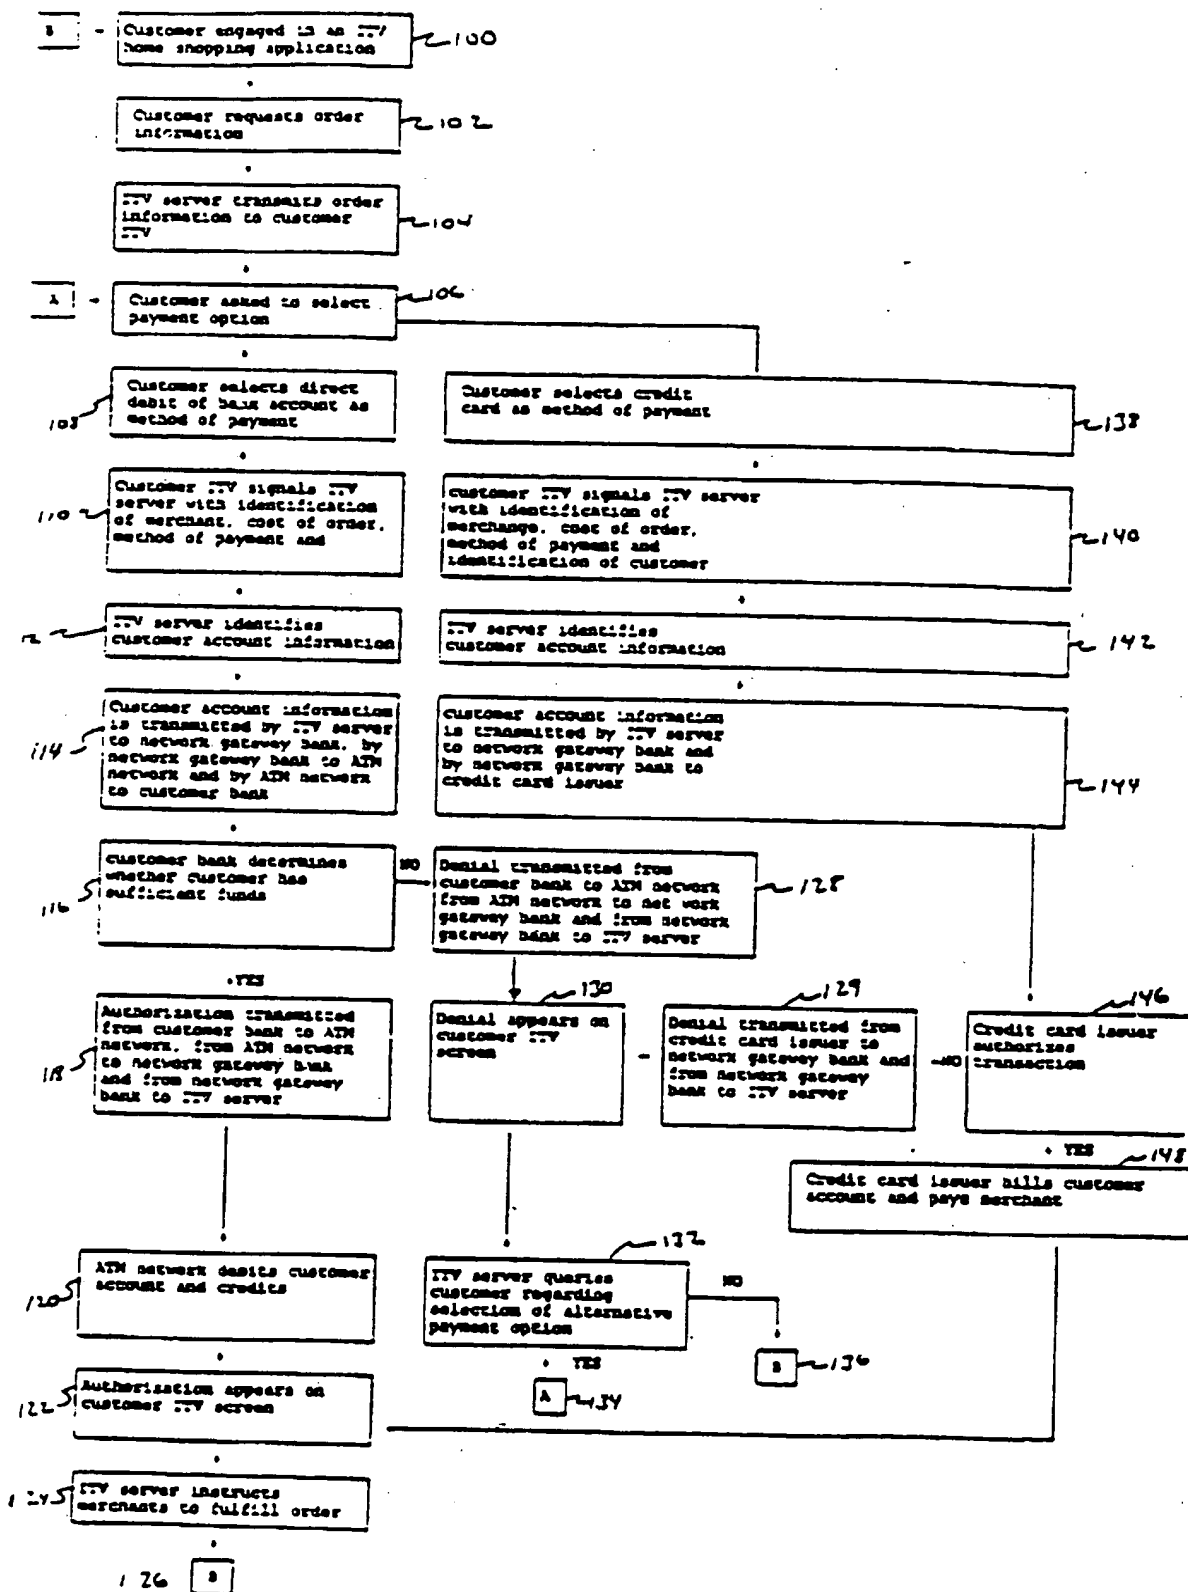 B
Customer engaged in an ITV
home shopping application
100
Customer requests order
information
102
ITV server transmits order
information to customer
ITV
104
A
Customer asked to select
payment option
106
Customer selects direct
debit of bank account as
method of payment
108
Customer selects credit
card as method of payment
138
Customer ITV signals ITV
server with identification
of merchant, cost of order,
method of payment and
110
customer ITV signals ITV server
with identification of
merchange, cost of order,
method of payment and
identification of customer
140
ITV server identifies
customer account information
12
ITV server identifies
customer account information
142
Customer account information
is transmitted by ITV server
to network gateway bank, by
network gateway bank to ATM
network and by ATM network
to customer bank
114
customer account information
is transmitted by ITV server
to network gateway bank and
by network gateway bank to
credit card issuer
144
customer bank determines
whether customer has
sufficient funds
116
NO
Denial transmitted from
customer bank to ATM network
from ATM network to net work
gateway bank and from network
gateway bank to ITV server
128
YES
Authorization transmitted
from customer bank to ATM
network, from ATM network
to network gateway bank
and from network gateway
bank to ITV server
118
Denial appears on
customer ITV
screen
130
Denial transmitted from
credit card issuer to
network gateway bank and
from network gateway
bank to ITV server
129
NO
Credit card issuer
authorizes
transaction
146
YES
Credit card issuer bills customer
account and pays merchant
148
ATM network debits customer
account and credits
120
ITV server queries
customer regarding
selection of alternative
payment option
132
NO
B
136
YES
A
134
Authorization appears on
customer ITV screen
122
ITV server instructs
merchants to fulfill order
124
126
B